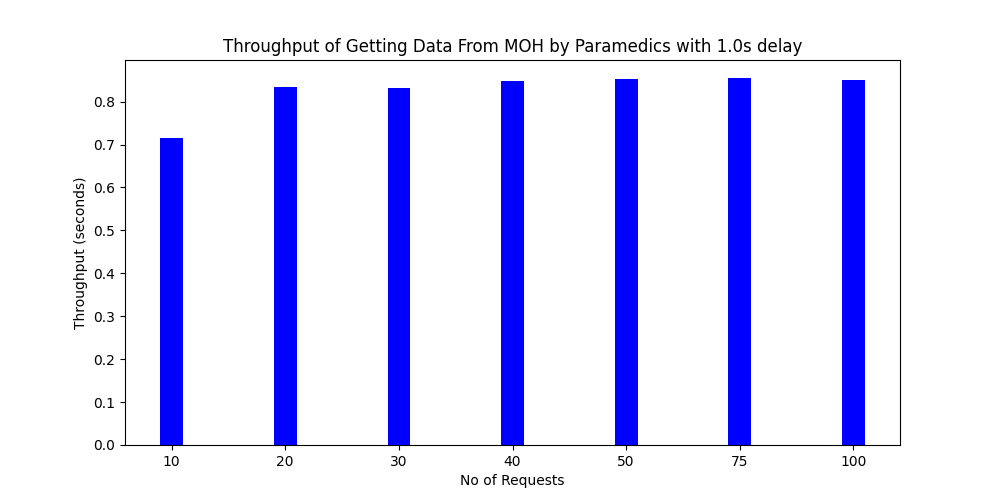 Throughput of Getting Data From MOH by Paramedics with 1.0s delay
Throughput (seconds)
0.8
0.7
0.6
0.5
0.4
0.3
0.2
0.1
0.0
10 20 30 40 50 75 100
No of Requests